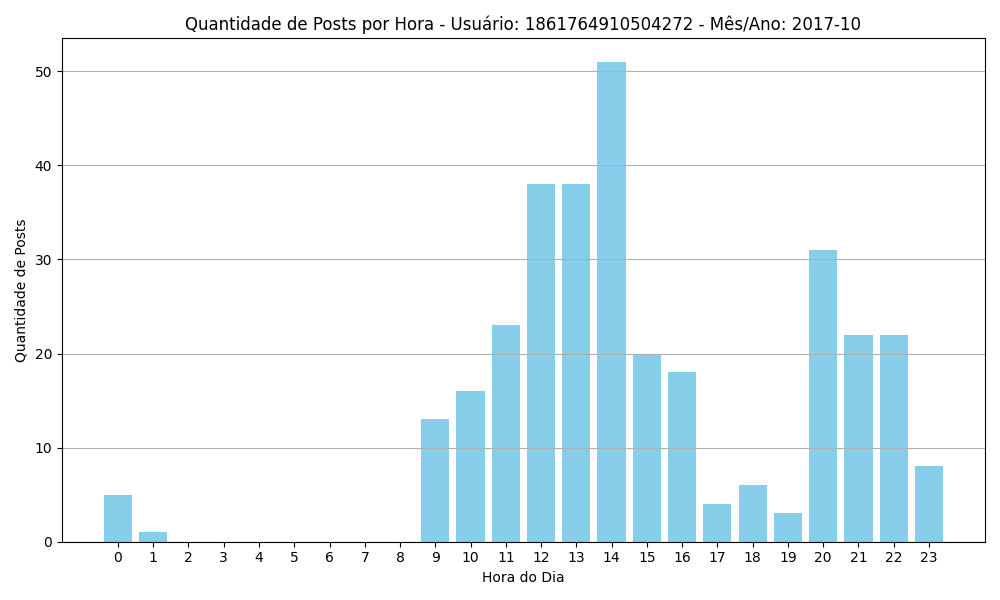 Quantidade de Posts por Hora - Usuário: 1861764910504272 - Mês/Ano: 2017-10
50
40
30
20
10
0
Quantidade de Posts
0 1 2 3 4 5 6 7 8 9 10 11 12 13 14 15 16 17 18 19 20 21 22 23
Hora do Dia